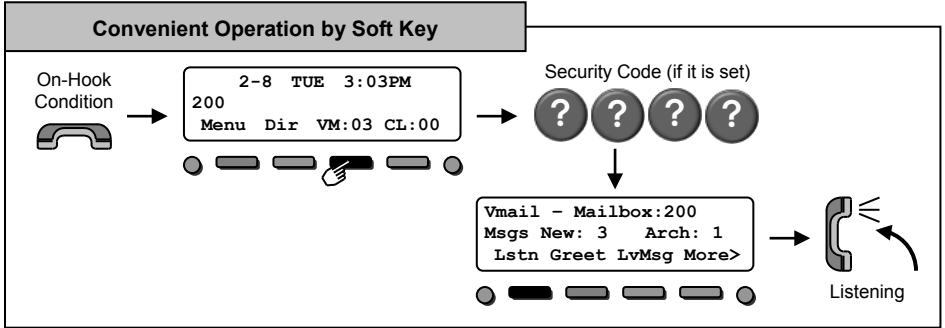 Convenient Operation by Soft Key
On-Hook
Condition
2-8 TUE 3:03PM
200
Menu Dir VM:03 CL:00
Security Code (if it is set)
? ? ? ?
Vmail – Mailbox:200
Msgs New: 3 Arch: 1
Lstn Greet LvMsg More>
Listening